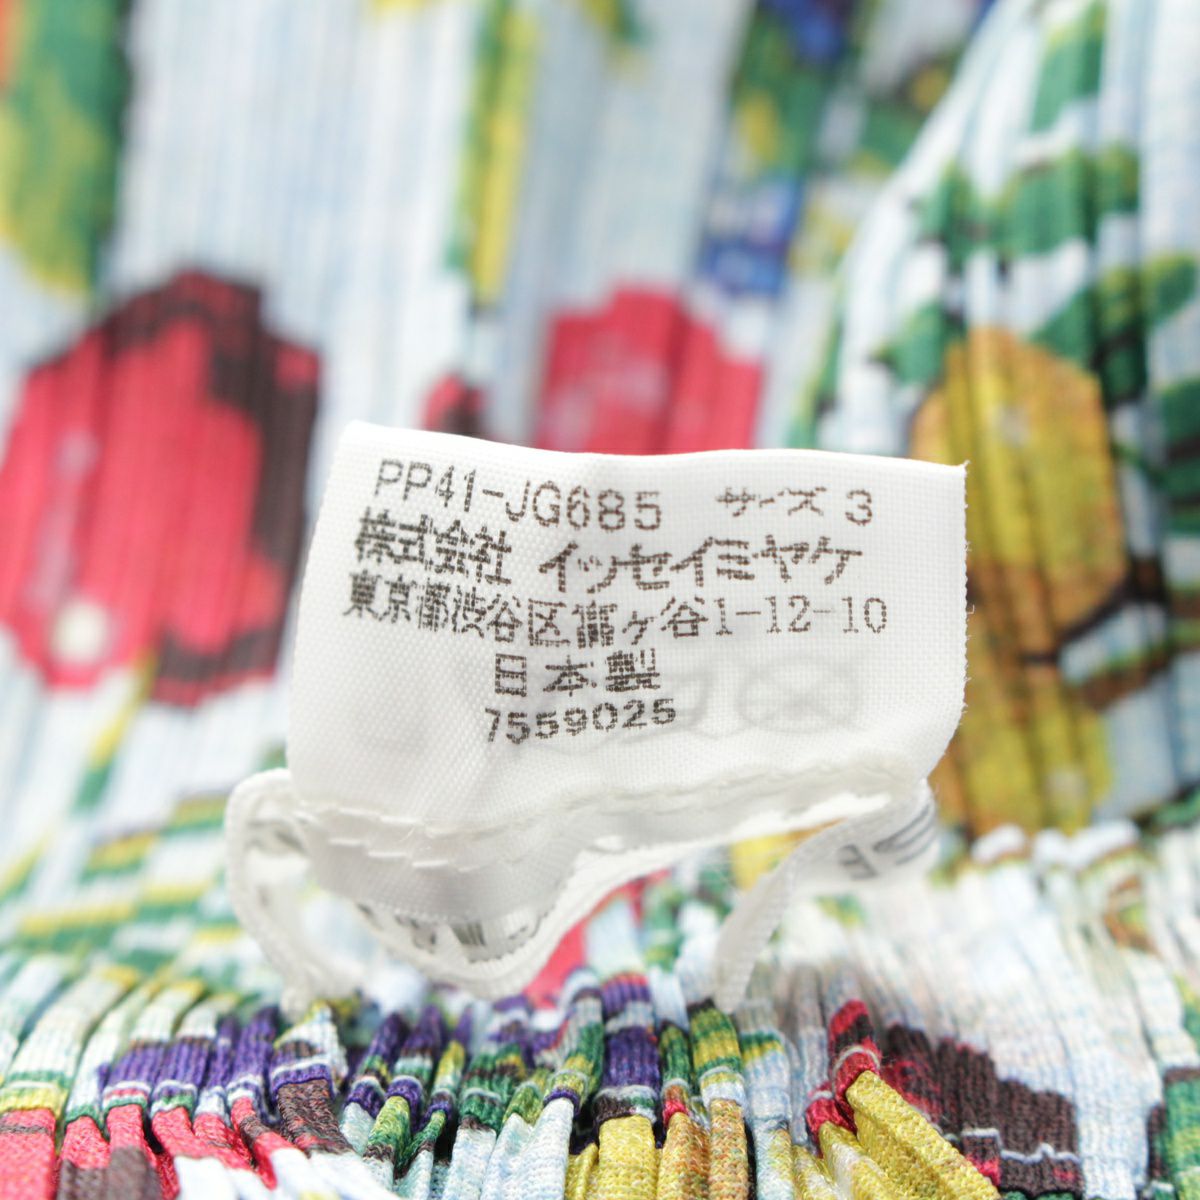 PP41-JG685 サイズ 3
株式会社 イッセイミヤケ
東京都渋谷区富ヶ谷1-12-10
日本製
7559025